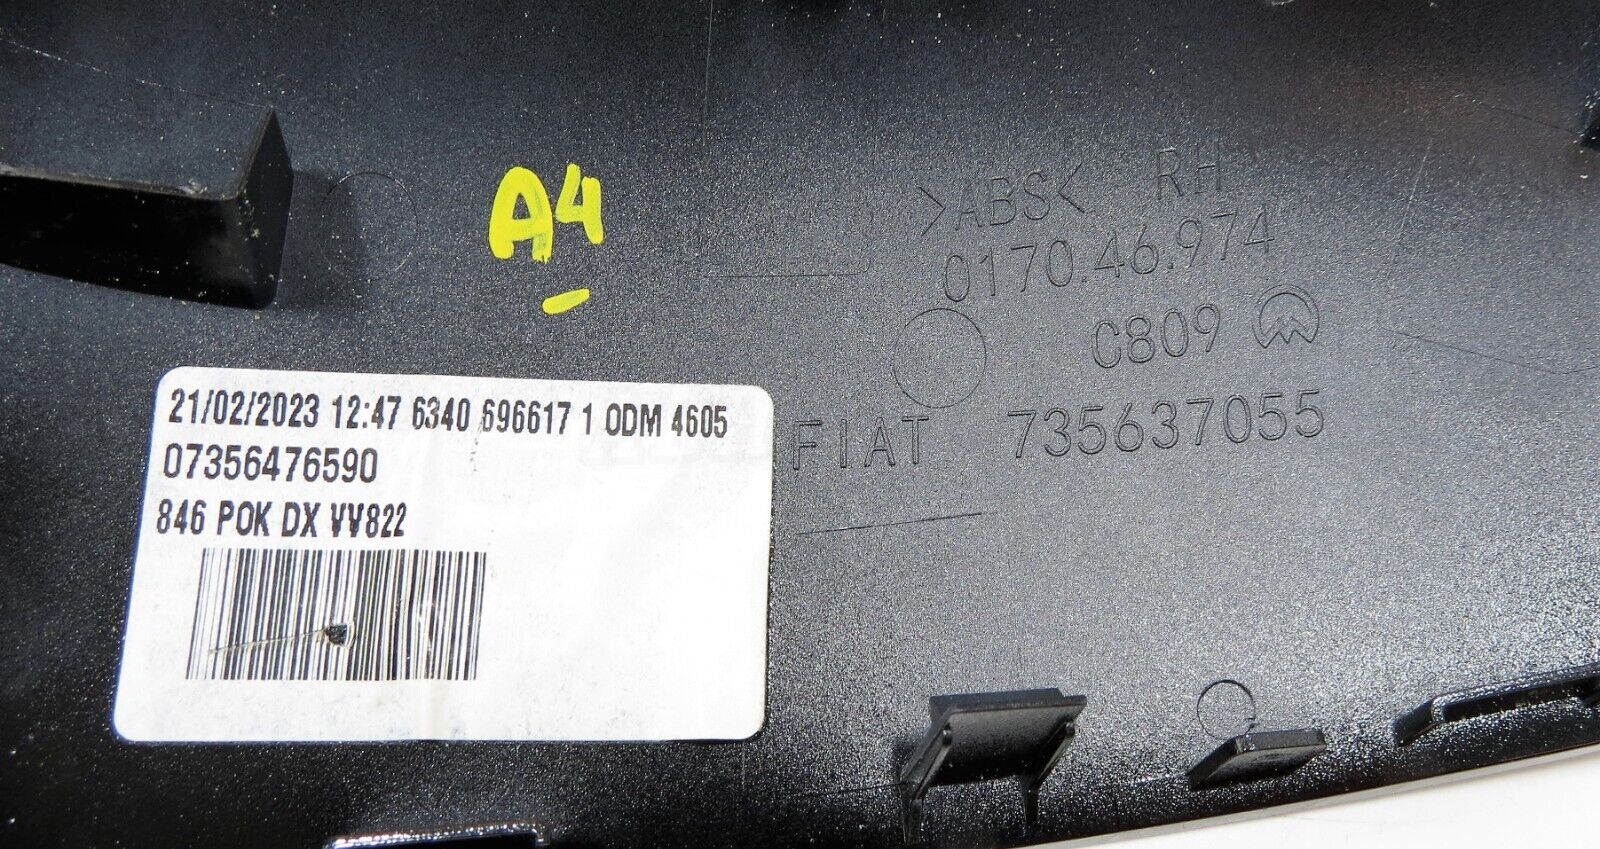 A4
>ABS< RH
0170.46.974
C809
FIAT 735637055
21/02/2023 12:47 6340 696617 1 ODM 4605
07356476590
846 POK DX VV822